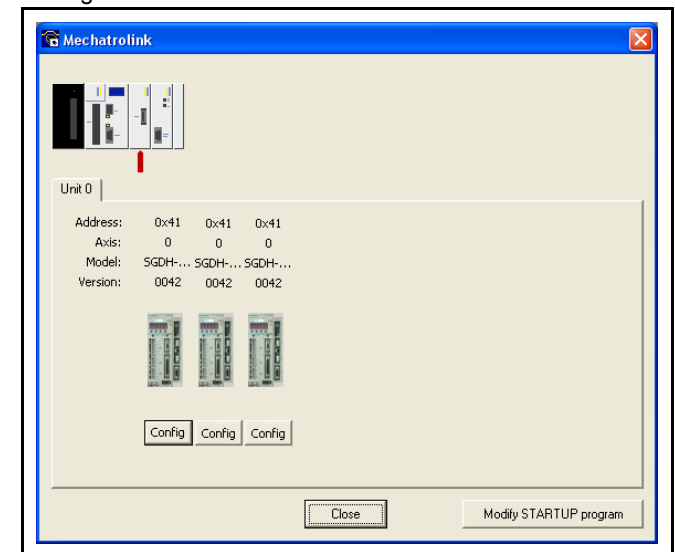 Mechatrolink
Unit 0
Address: 0x41 0x41 0x41
Axis: 0 0 0
Model: SGDH-... SGDH-... SGDH-...
Version: 0042 0042 0042
Config Config Config
Close Modify STARTUP program